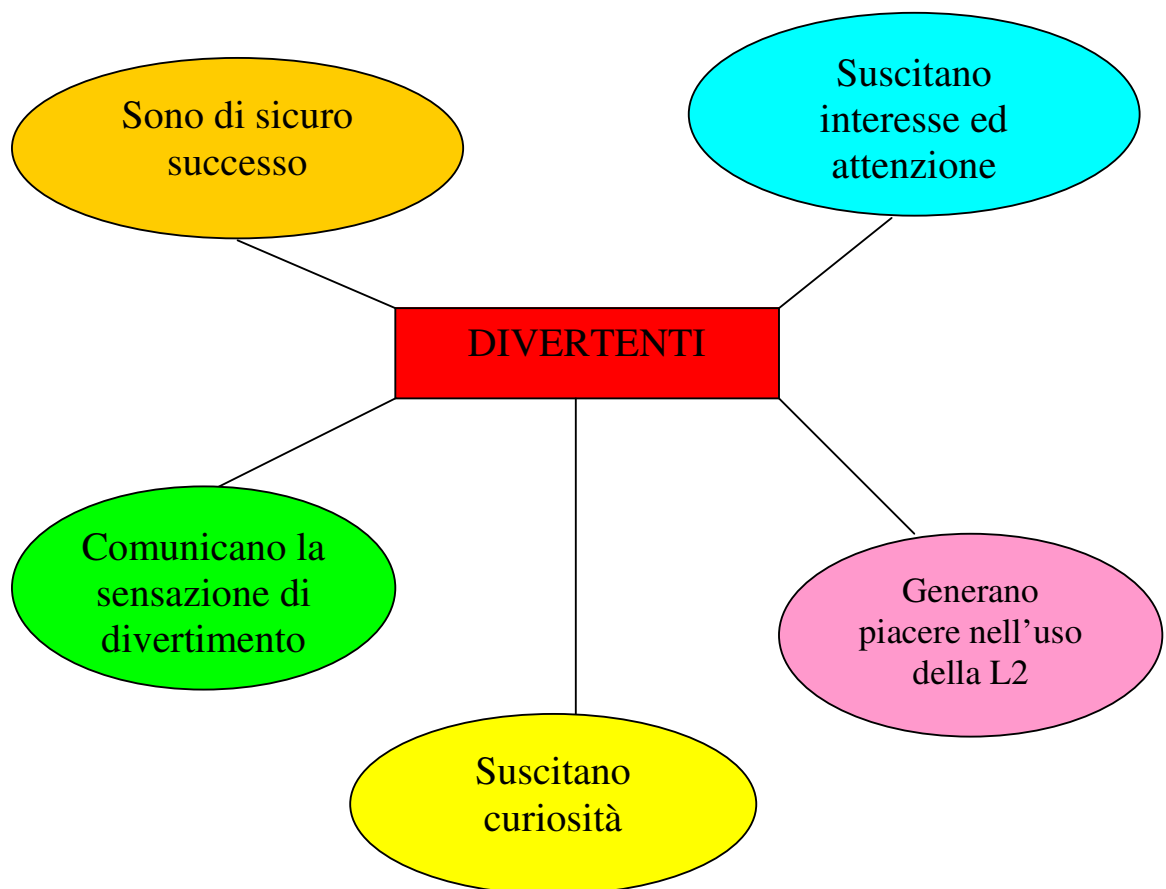 Sono di sicuro
successo
Suscitano
interesse ed
attenzione
DIVERTENTI
Comunicano la
sensazione di
divertimento
Generano
piacere nell’uso
della L2
Suscitano
curiosità